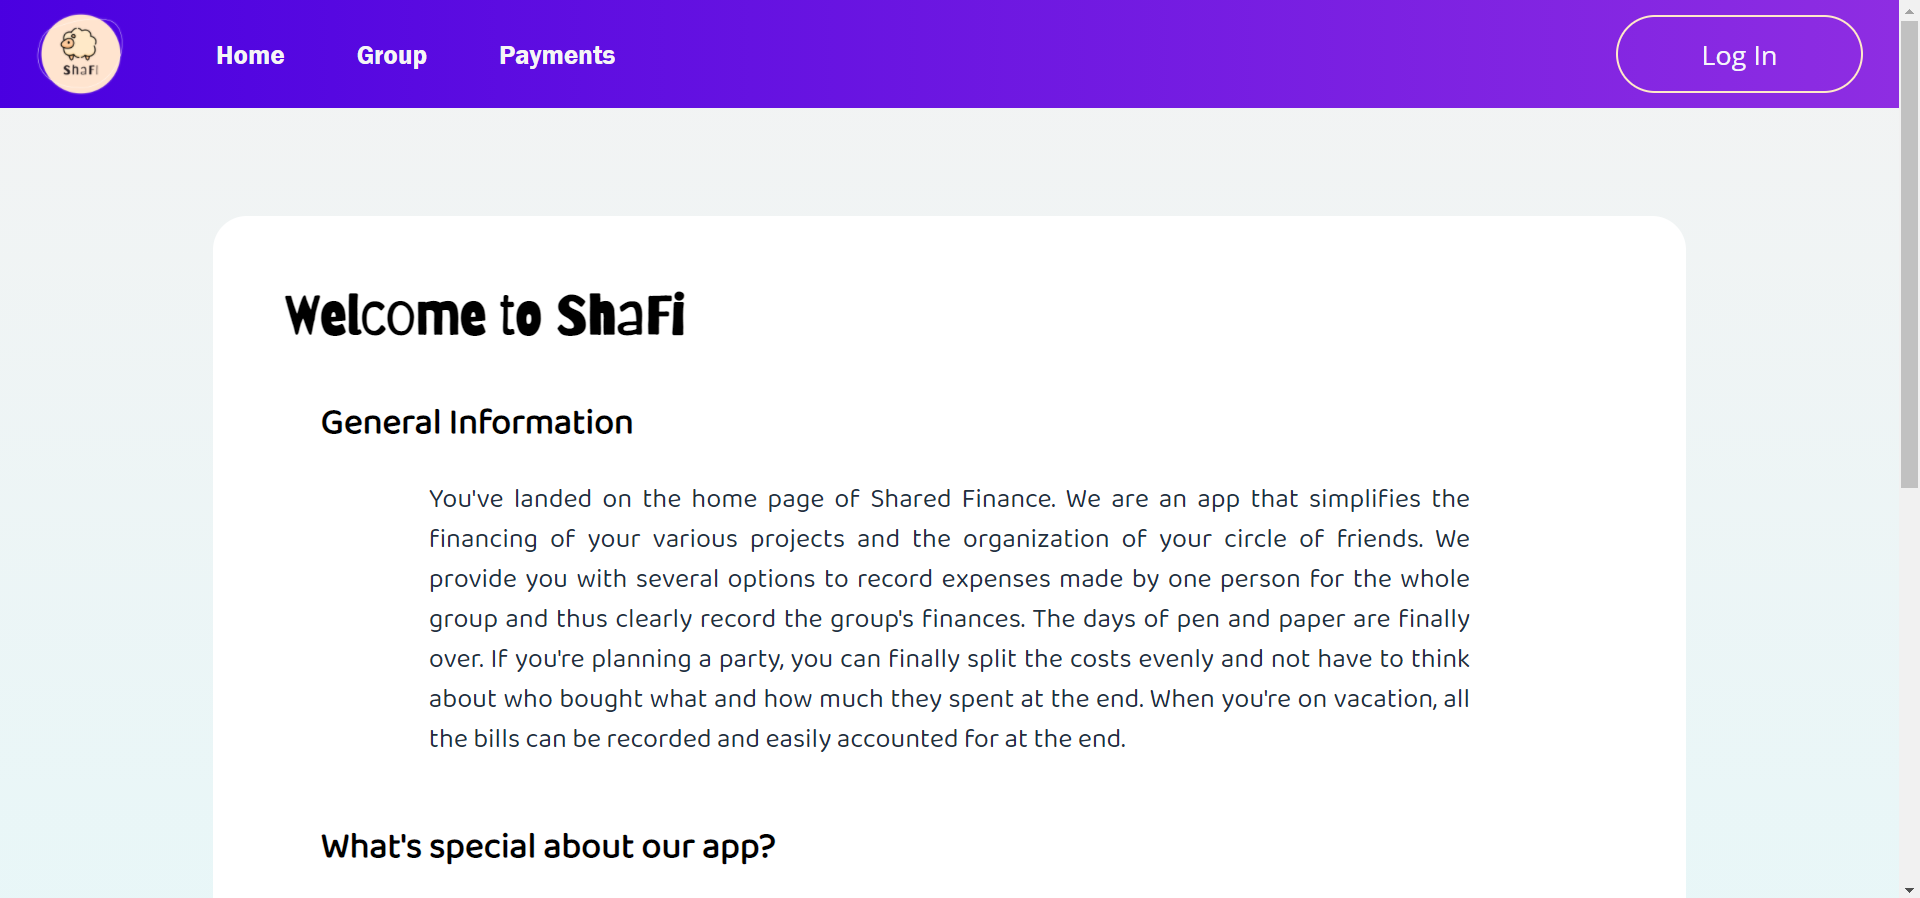 ShaFi
Home
Group
Payments
Log In
Welcome to ShaFi
General Information
You've landed on the home page of Shared Finance. We are an app that simplifies the
financing of your various projects and the organization of your circle of friends. We
provide you with several options to record expenses made by one person for the whole
group and thus clearly record the group's finances. The days of pen and paper are finally
over. If you're planning a party, you can finally split the costs evenly and not have to think
about who bought what and how much they spent at the end. When you're on vacation, all
the bills can be recorded and easily accounted for at the end.
What's special about our app?